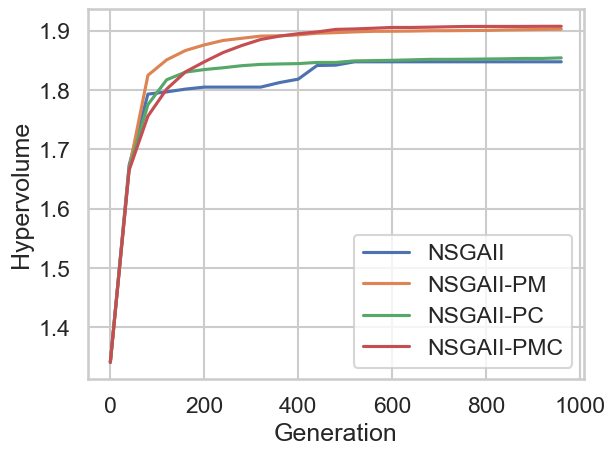 1.9
1.8
1.7
1.6
1.5
1.4
Hypervolume
NSGAII
NSGAII-PM
NSGAII-PC
NSGAII-PMC
0 200 400 600 800 1000
Generation